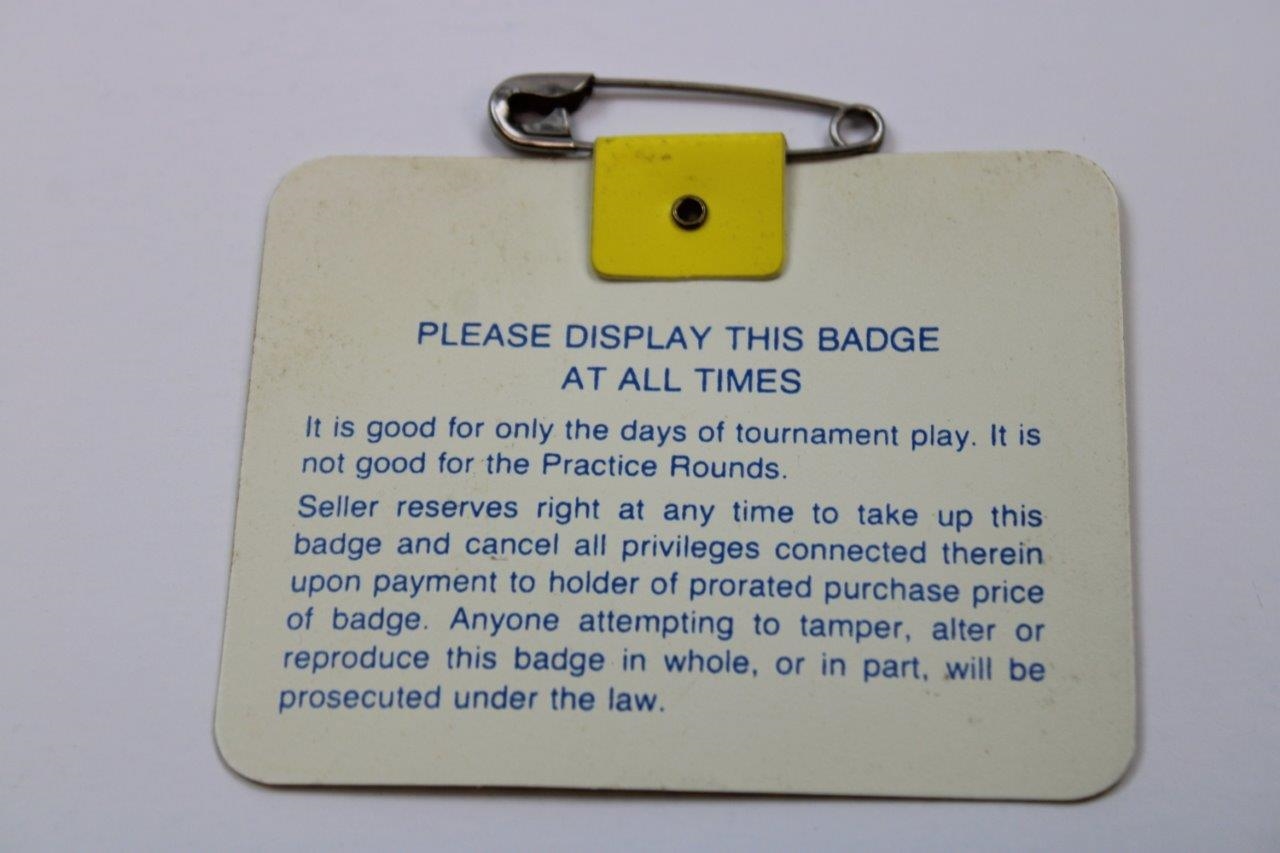 PLEASE DISPLAY THIS BADGE
AT ALL TIMES
It is good for only the days of tournament play. It is
not good for the Practice Rounds.
Seller reserves right at any time to take up this
badge and cancel all privileges connected therein
upon payment to holder of prorated purchase price
of badge. Anyone attempting to tamper, alter or
reproduce this badge in whole, or in part, will be
prosecuted under the law.